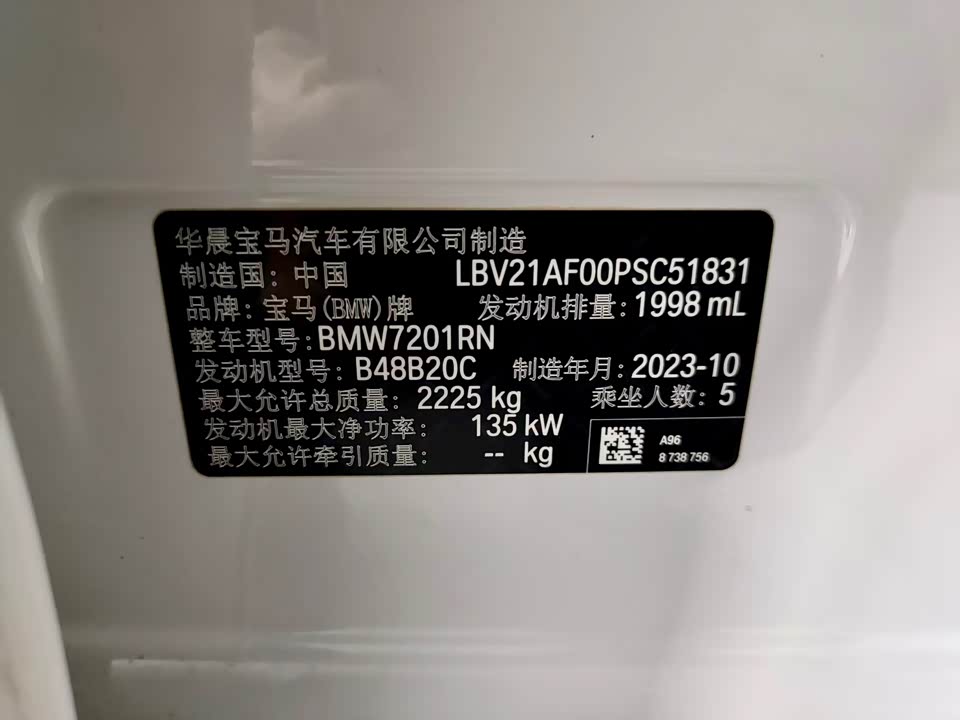 华晨宝马汽车有限公司制造
制造国：中国 LBV21AF00PSC51831
品牌：宝马(BMW)牌 发动机排量：1998 mL
整车型号：BMW7201RN
发动机型号：B48B20C 制造年月：2023-10
最大允许总质量：2225 kg 乘坐人数：5
发动机最大净功率：135 kW
最大允许牵引质量：-- kg
A96
8 738 756